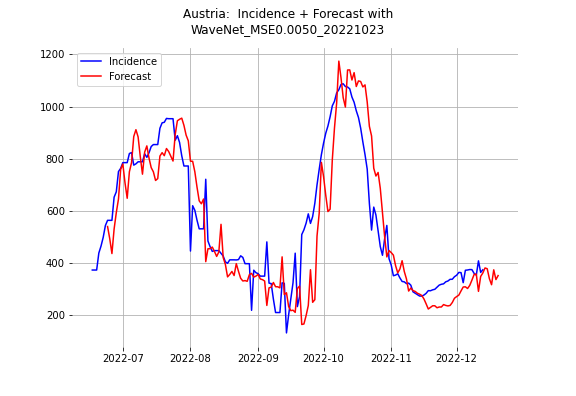 Austria:  Incidence + Forecast with
WaveNet_MSE0.0050_20221023
Incidence
Forecast
1200
1000
800
600
400
200
2022-07 2022-08 2022-09 2022-10 2022-11 2022-12